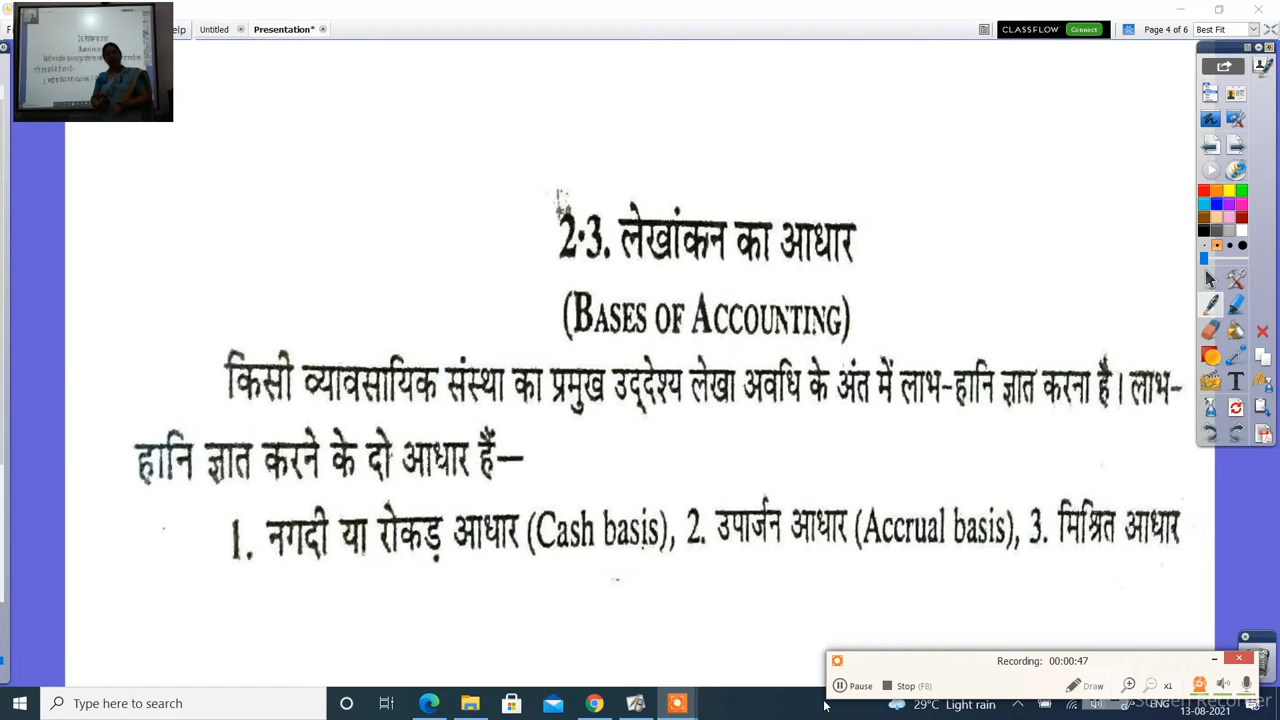 lp
Untitled
Presentation*
CLASSFLOW
Connect
Page 4 of 6
Best Fit
2·3. लेखांकन का आधार
(BASES OF ACCOUNTING)
किसी व्यावसायिक संस्था का प्रमुख उद्देश्य लेखा अवधि के अंत में लाभ-हानि ज्ञात करना है। लाभ-
हानि ज्ञात करने के दो आधार हैं—
1. नगदी या रोकड़ आधार (Cash basis), 2. उपार्जन आधार (Accrual basis), 3. मिश्रित आधार
Recording: 00:00:47
Pause
Stop (F8)
Draw
x1
Type here to search
29°C Light rain
ENG
13-08-2021